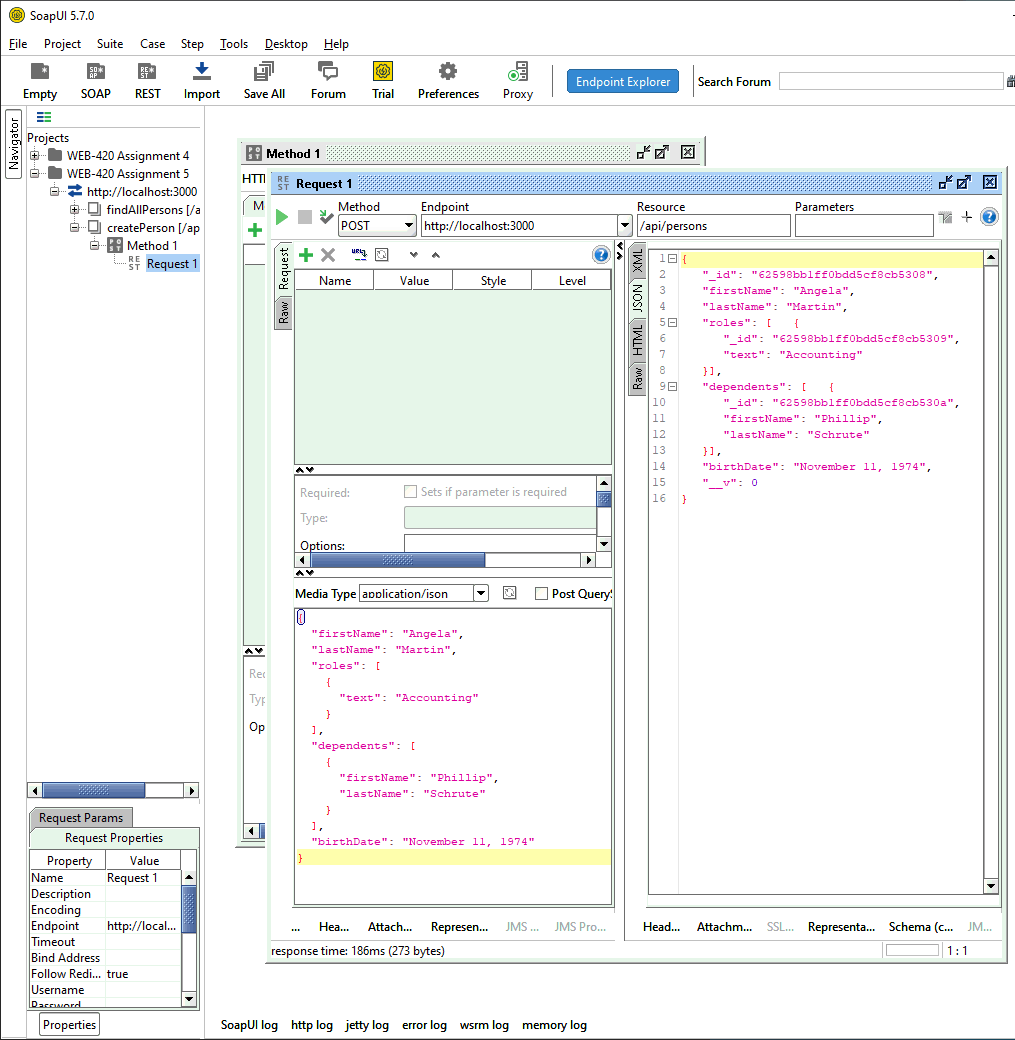 SoapUI 5.7.0
File Project Suite Case Step Tools Desktop Help
Empty SOAP REST Import Save All Forum Trial Preferences Proxy Endpoint Explorer Search Forum
Navigator
Projects
WEB-420 Assignment 4
WEB-420 Assignment 5
http://localhost:3000
findAllPersons [/a
createPerson [/ap
Method 1
REST Request 1
Request Params
Request Properties
Property Value
Name Request 1
Description
Encoding
Endpoint http://local...
Timeout
Bind Address
Follow Redi... true
Username
Password
Properties
Method 1
HTTI
M
Req
Typ
Op
REST Request 1
Method Endpoint Resource Parameters
POST http://localhost:3000 /api/persons
Request
Raw
Name Value Style Level
Required: Sets if parameter is required
Type:
Options:
Media Type application/json Post Query
{
"firstName": "Angela",
"lastName": "Martin",
"roles": [
{
"text": "Accounting"
}
],
"dependents": [
{
"firstName": "Phillip",
"lastName": "Schrute"
}
],
"birthDate": "November 11, 1974"
}
... Hea... Attach... Represen... JMS ... JMS Pro...
XML
JSON
HTML
Raw
1 {
2 "_id": "62598bb1ff0bdd5cf8cb5308",
3 "firstName": "Angela",
4 "lastName": "Martin",
5 "roles": [ {
6 "_id": "62598bb1ff0bdd5cf8cb5309",
7 "text": "Accounting"
8 }],
9 "dependents": [ {
10 "_id": "62598bb1ff0bdd5cf8cb530a",
11 "firstName": "Phillip",
12 "lastName": "Schrute"
13 }],
14 "birthDate": "November 11, 1974",
15 "__v": 0
16 }
Head... Attachm... SSL... Representa... Schema (c... JM...
response time: 186ms (273 bytes) 1 : 1
SoapUI log http log jetty log error log wsrm log memory log